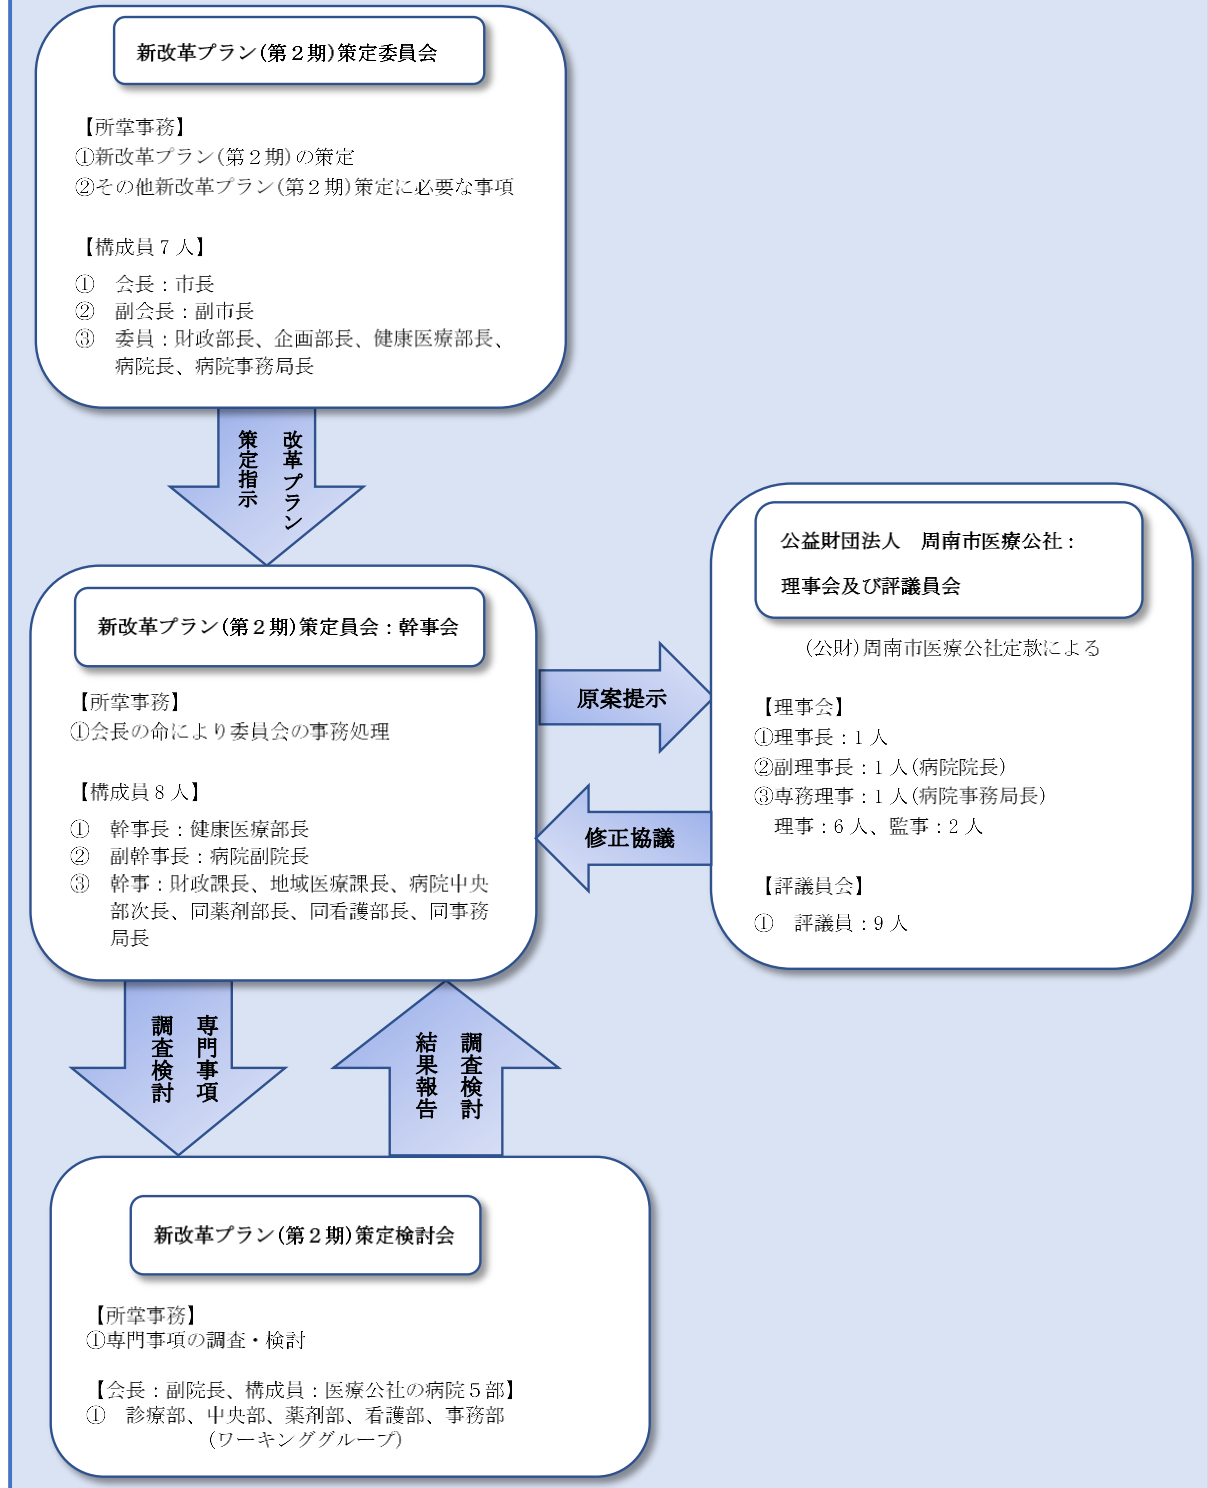 新改革プラン(第２期)策定委員会
【所掌事務】
①新改革プラン(第２期)の策定
②その他新改革プラン(第２期)策定に必要な事項
【構成員7人】
①　会長：市長
②　副会長：副市長
③　委員：財政部長、企画部長、健康医療部長、
病院長、病院事務局長
改革プラン
策定指示
新改革プラン(第２期)策定員会：幹事会
【所掌事務】
①会長の命により委員会の事務処理
【構成員8人】
①　幹事長：健康医療部長
②　副幹事長：病院副院長
③　幹事：財政課長、地域医療課長、病院中央
部次長、同薬剤部長、同看護部長、同事務
局長
原案提示
修正協議
公益財団法人　周南市医療公社：
理事会及び評議員会
(公財)周南市医療公社定款による
【理事会】
①理事長：1人
②副理事長：1人(病院院長)
③専務理事：1人(病院事務局長)
理事：6人、監事：2人
【評議員会】
①　評議員：9人
専門事項
調査検討
調査検討
結果報告
新改革プラン(第２期)策定検討会
【所掌事務】
①専門事項の調査・検討
【会長：副院長、構成員：医療公社の病院５部】
①　診療部、中央部、薬剤部、看護部、事務部
(ワーキンググループ)